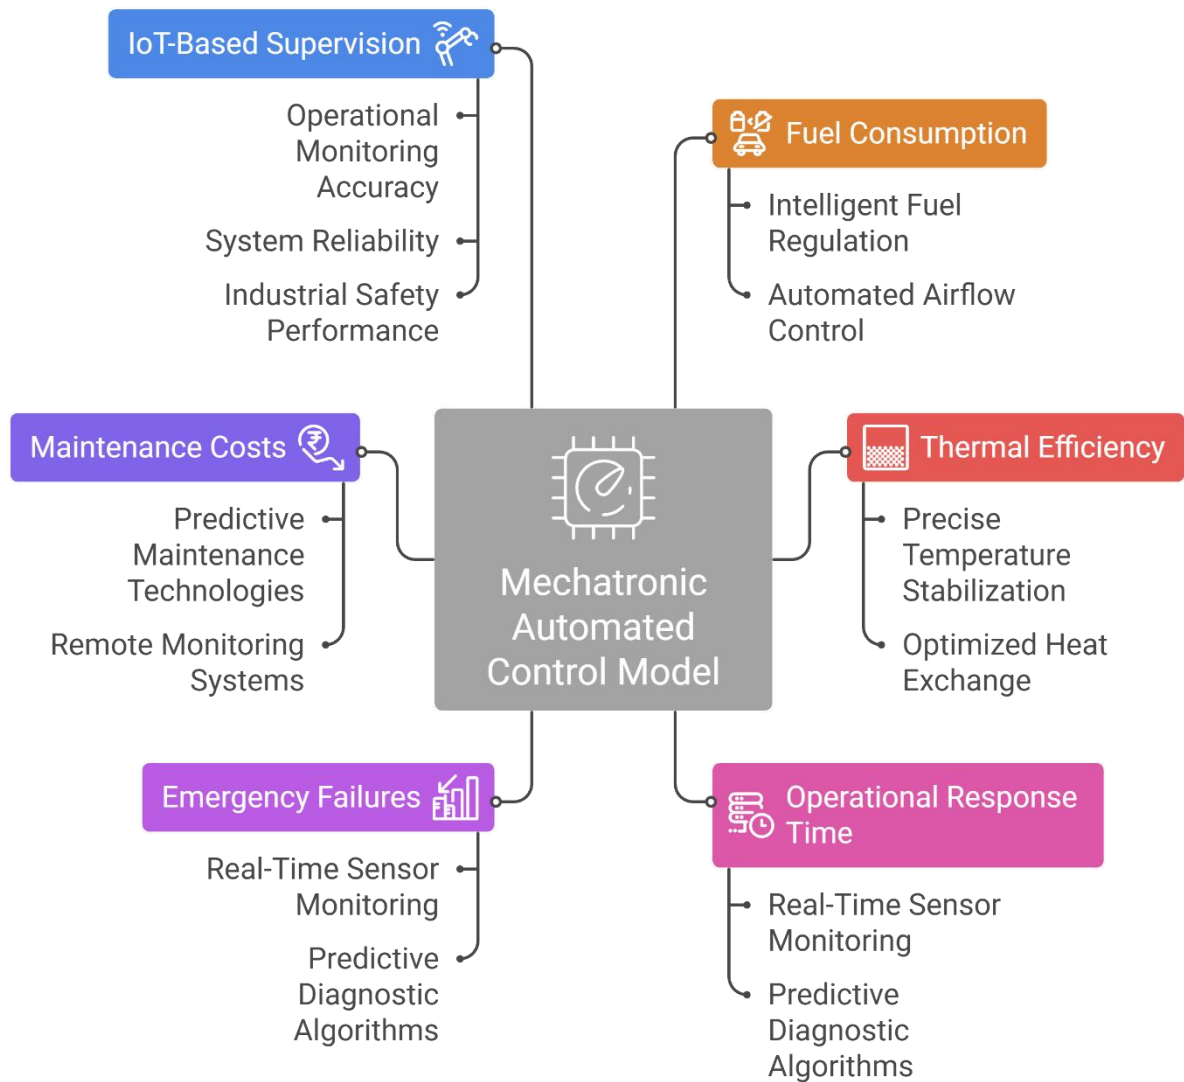 IoT-Based Supervision
Operational
Monitoring
Accuracy
System Reliability
Industrial Safety
Performance
Fuel Consumption
Intelligent Fuel
Regulation
Automated Airflow
Control
Maintenance Costs
₹
Predictive
Maintenance
Technologies
Remote Monitoring
Systems
Mechatronic
Automated
Control Model
Thermal Efficiency
Precise
Temperature
Stabilization
Optimized Heat
Exchange
Emergency Failures
Real-Time Sensor
Monitoring
Predictive
Diagnostic
Algorithms
Operational Response
Time
Real-Time Sensor
Monitoring
Predictive
Diagnostic
Algorithms